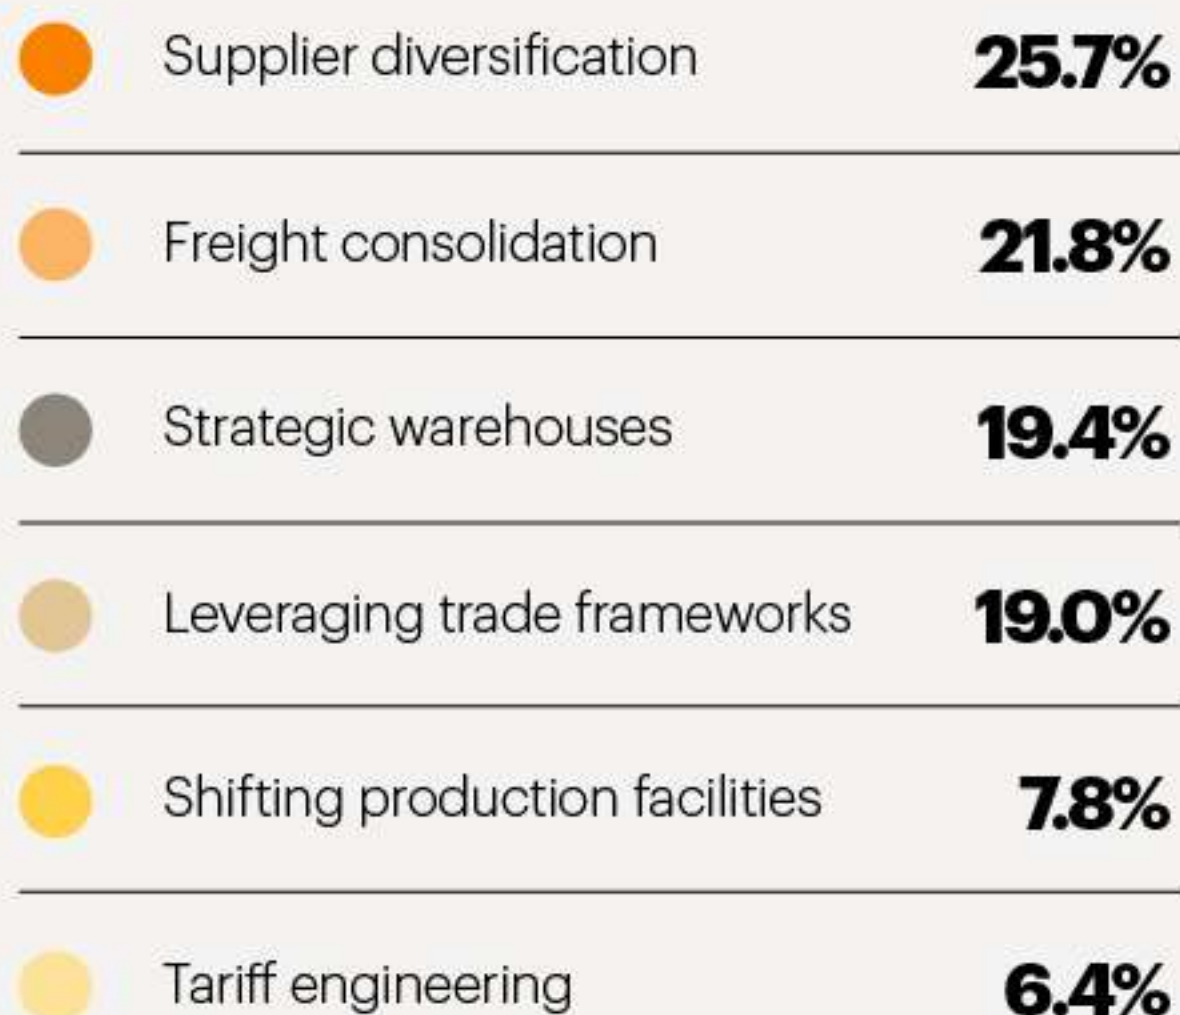 Supplier diversification 25.7%
Freight consolidation 21.8%
Strategic warehouses 19.4%
Leveraging trade frameworks 19.0%
Shifting production facilities 7.8%
Tariff engineering 6.4%